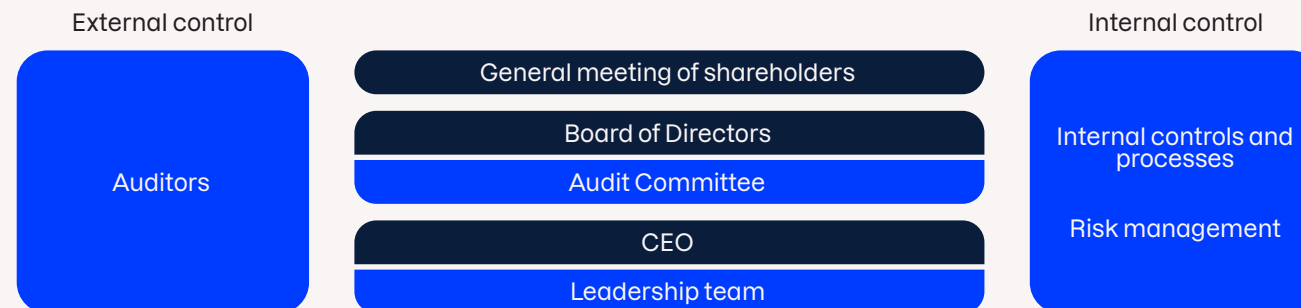 External control
Internal control
General meeting of shareholders
Board of Directors
Auditors
Audit Committee
Internal controls and
processes
CEO
Risk management
Leadership team